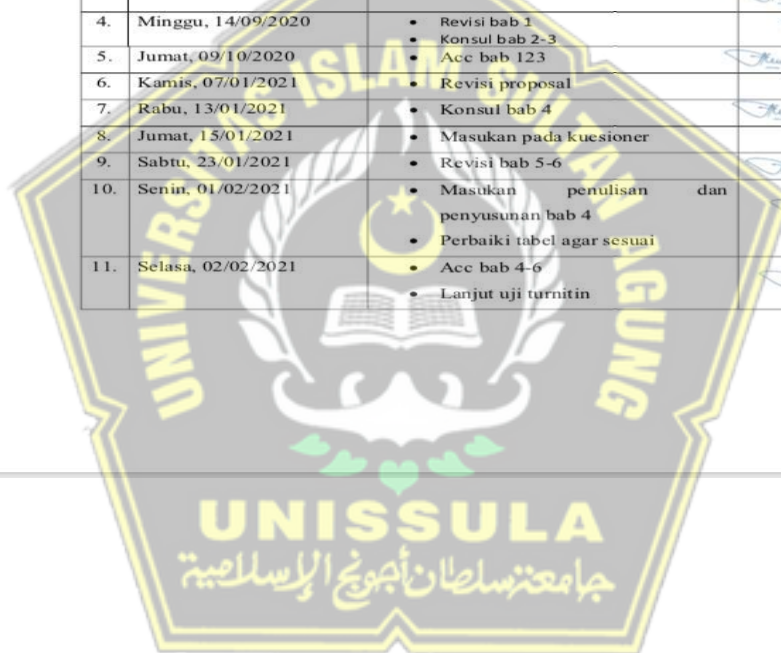 4. Minggu, 14/09/2020 • Revisi bab 1
• Konsul bab 2-3
5. Jumat, 09/10/2020 • Acc bab 123
6. Kamis, 07/01/2021 • Revisi proposal
7. Rabu, 13/01/2021 • Konsul bab 4
8. Jumat, 15/01/2021 • Masukan pada kuesioner
9. Sabtu, 23/01/2021 • Revisi bab 5-6
10. Senin, 01/02/2021 • Masukan penulisan dan
penyusunan bab 4
• Perbaiki tabel agar sesuai
11. Selasa, 02/02/2021 • Acc bab 4-6
• Lanjut uji turnitin
UNIVERSITAS ISLAM SULTAN AGUNG
UNISSULA
جامعة سلطان أجونج الإسلامية